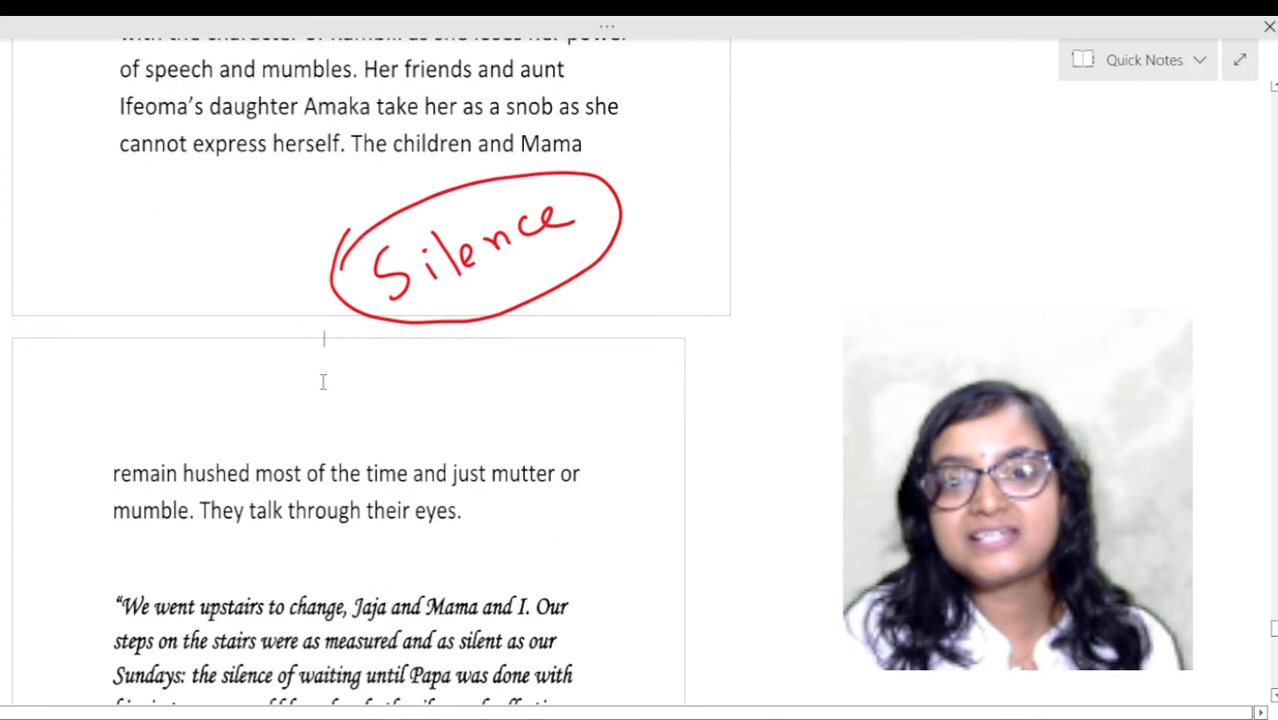 Quick Notes
of speech and mumbles. Her friends and aunt
Ifeoma's daughter Amaka take her as a snob as she
cannot express herself. The children and Mama
Silence
remain hushed most of the time and just mutter or
mumble. They talk through their eyes.
“We went upstairs to change, Jaja and Mama and I. Our
steps on the stairs were as measured and as silent as our
Sundays: the silence of waiting until Papa was done with